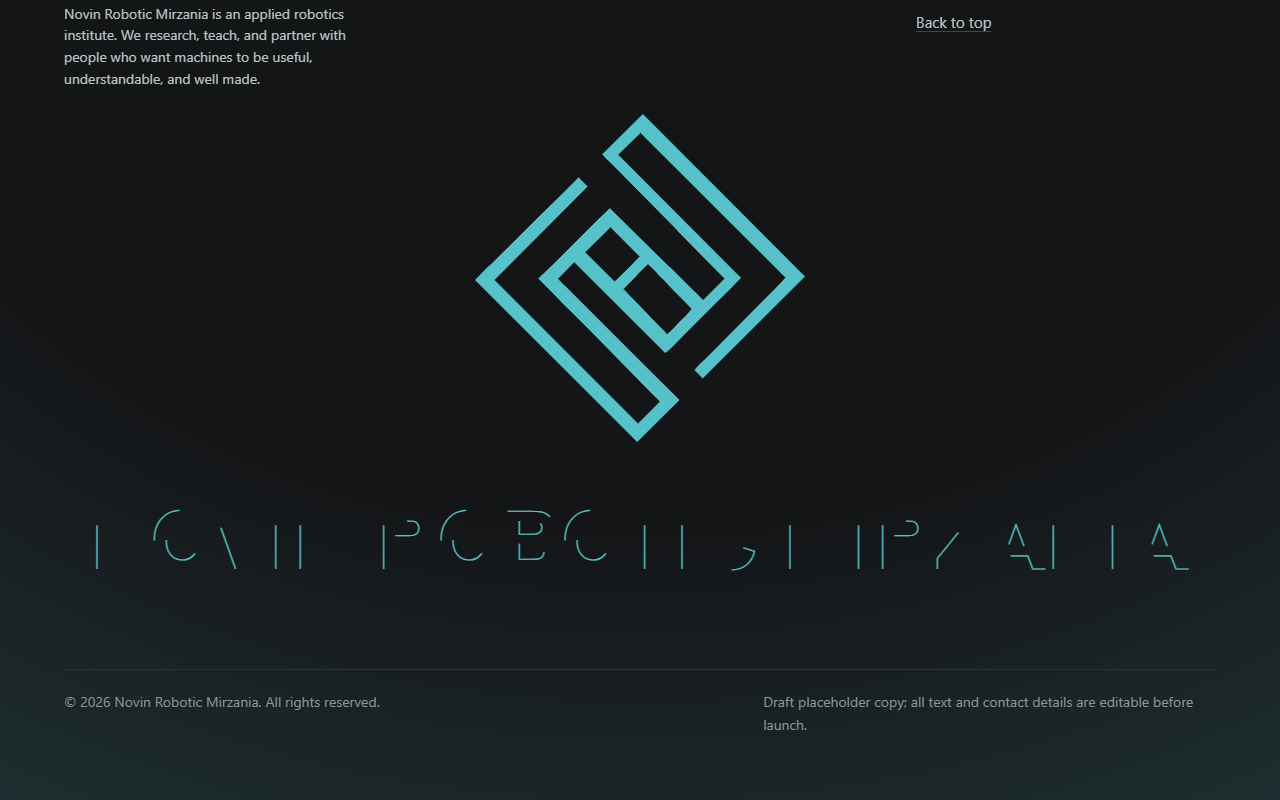 Novin Robotic Mirzania is an applied robotics
institute. We research, teach, and partner with
people who want machines to be useful,
understandable, and well made.
Back to top
© 2026 Novin Robotic Mirzania. All rights reserved.
Draft placeholder copy; all text and contact details are editable before
launch.